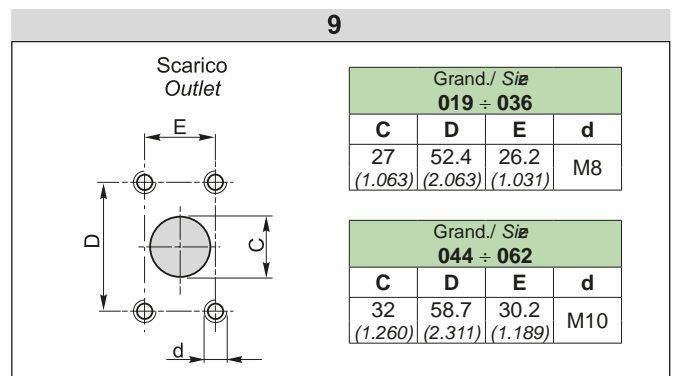 9
Scarico
Outlet
E
D
C
d
Grand./ Size
019 ÷ 036
C D E d
27 52.4 26.2 M8
(1.063) (2.063) (1.031)
Grand./ Size
044 ÷ 062
C D E d
32 58.7 30.2 M10
(1.260) (2.311) (1.189)